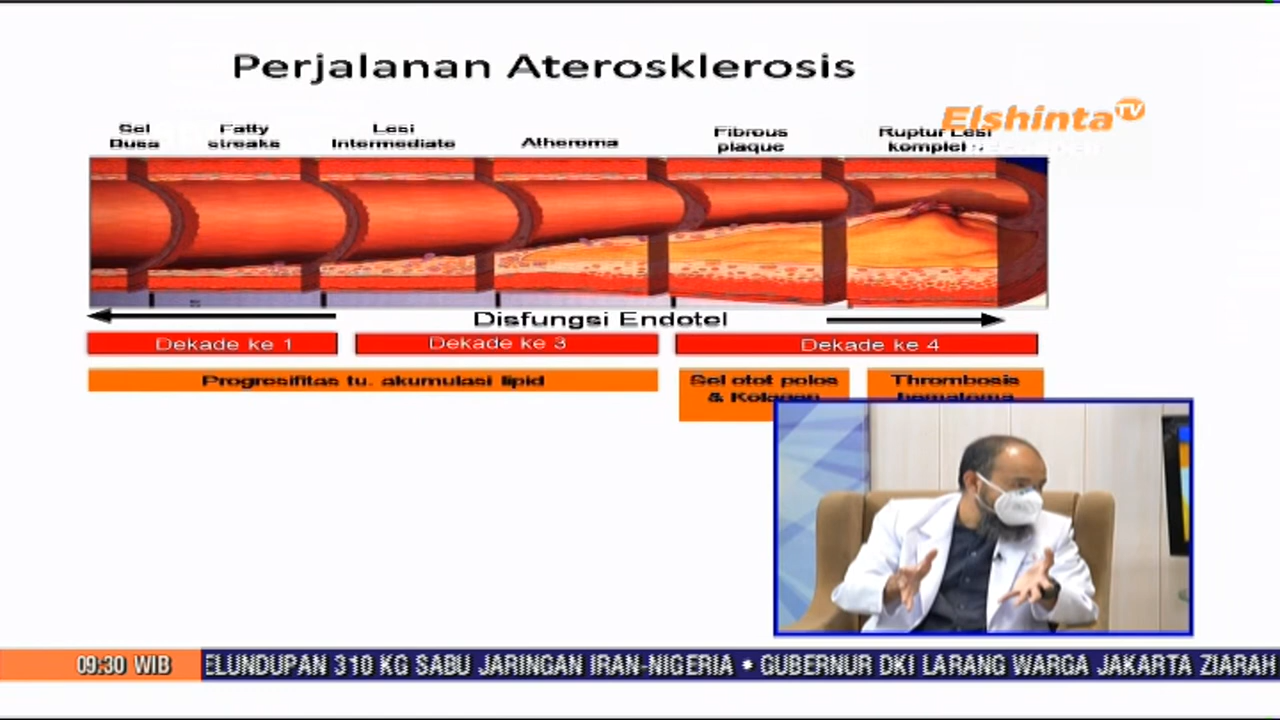 Perjalanan Aterosklerosis
Elshinta TV
Sel Busa
Fatty streaks
Lesi Intermediate
Atheroma
Fibrous plaque
Ruptur Lesi
Disfungsi Endotel
Dekade ke 1
Dekade ke 3
Dekade ke 4
Progresifitas tu. akumulasi lipid
Sel otot polos & Kolagen
Thrombosis hematoma
09:30 WIB
ELUNDUPAN 310 KG SABU JARINGAN IRAN-NIGERIA • GUBERNUR DKI LARANG WARGA JAKARTA ZIARAH